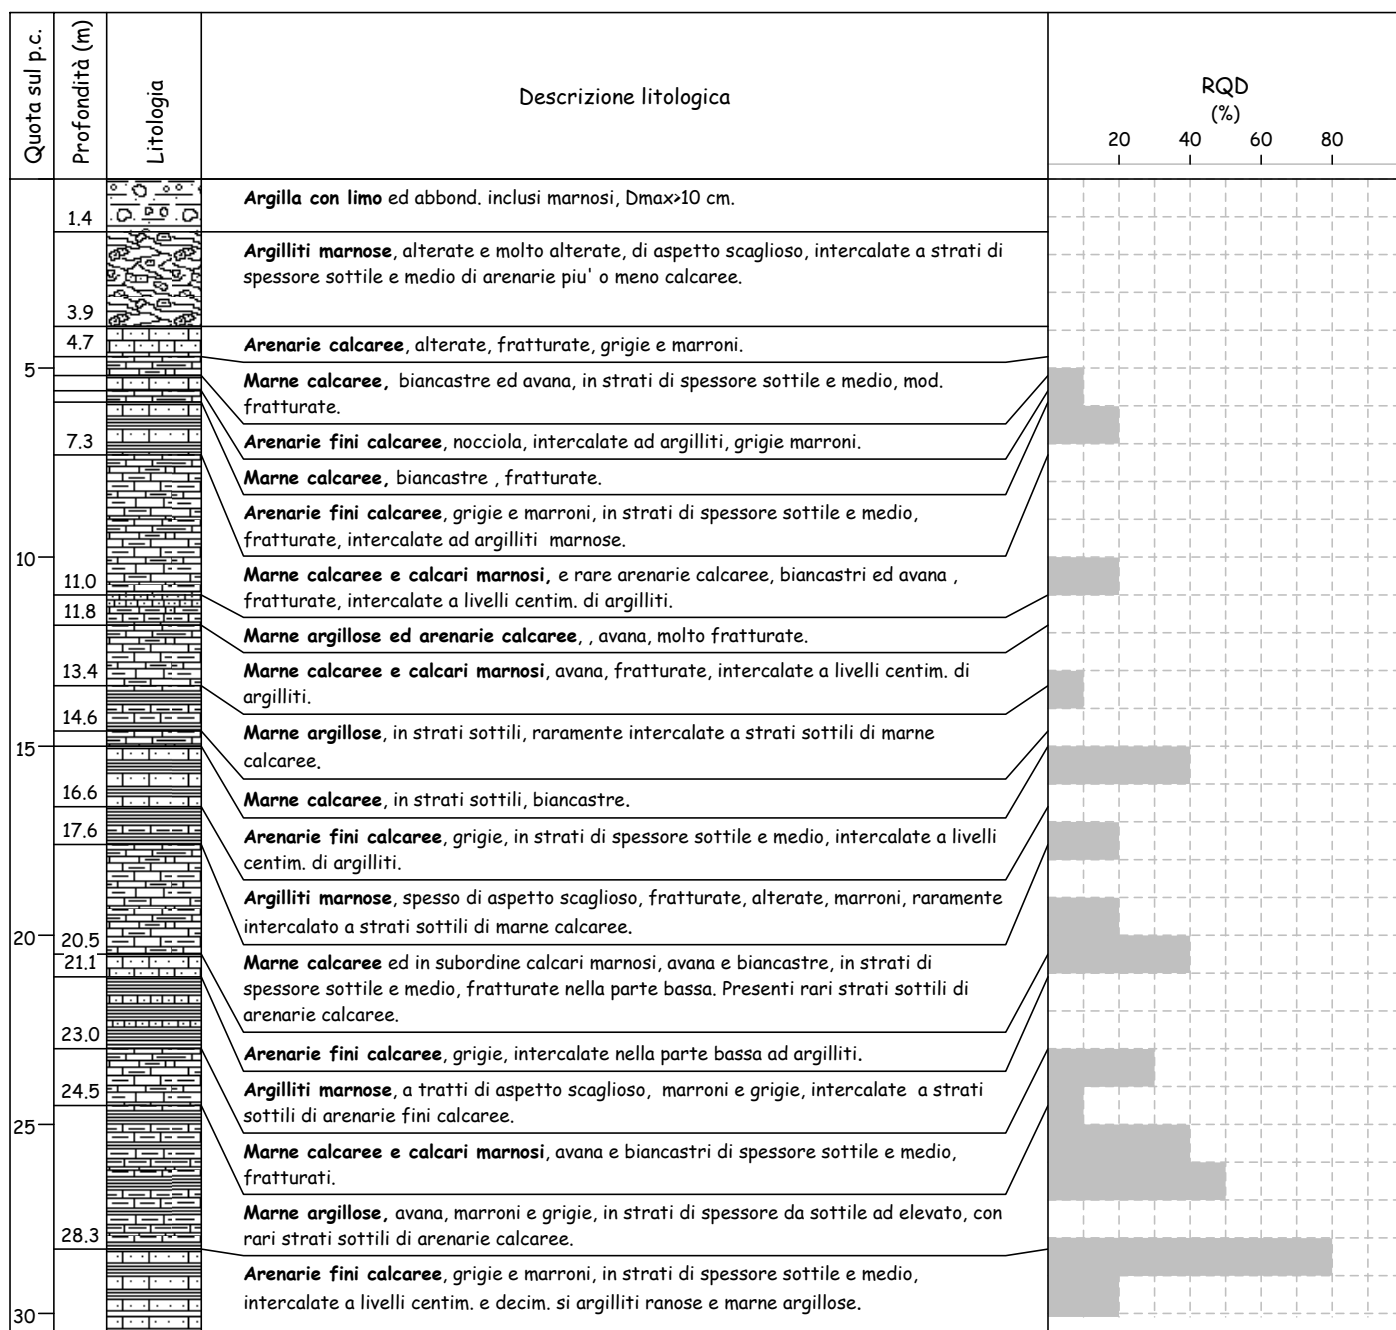 Quota sul p.c.
Profondità (m)
Litologia
Descrizione litologica
RQD
(%)
20 40 60 80
Argilla con limo ed abbond. inclusi marnosi, Dmax>10 cm.
1.4
Argilliti marnose, alterate e molto alterate, di aspetto scaglioso, intercalate a strati di
spessore sottile e medio di arenarie piu' o meno calcaree.
3.9
4.7
Arenarie calcaree, alterate, fratturate, grigie e marroni.
5
Marne calcaree, biancastre ed avana, in strati di spessore sottile e medio, mod.
fratturate.
Arenarie fini calcaree, nocciola, intercalate ad argilliti, grigie marroni.
7.3
Marne calcaree, biancastre , fratturate.
Arenarie fini calcaree, grigie e marroni, in strati di spessore sottile e medio,
fratturate, intercalate ad argilliti marnose.
10
Marne calcaree e calcari marnosi, e rare arenarie calcaree, biancastri ed avana ,
11.0
fratturate, intercalate a livelli centim. di argilliti.
11.8
Marne argillose ed arenarie calcaree, , avana, molto fratturate.
13.4
Marne calcaree e calcari marnosi, avana, fratturate, intercalate a livelli centim. di
argilliti.
14.6
Marne argillose, in strati sottili, raramente intercalate a strati sottili di marne
15
calcaree.
16.6
Marne calcaree, in strati sottili, biancastre.
17.6
Arenarie fini calcaree, grigie, in strati di spessore sottile e medio, intercalate a livelli
centim. di argilliti.
Argilliti marnose, spesso di aspetto scaglioso, fratturate, alterate, marroni, raramente
intercalato a strati sottili di marne calcaree.
20
20.5
21.1
Marne calcaree ed in subordine calcari marnosi, avana e biancastre, in strati di
spessore sottile e medio, fratturate nella parte bassa. Presenti rari strati sottili di
arenarie calcaree.
23.0
Arenarie fini calcaree, grigie, intercalate nella parte bassa ad argilliti.
24.5
Argilliti marnose, a tratti di aspetto scaglioso, marroni e grigie, intercalate a strati
sottili di arenarie fini calcaree.
25
Marne calcaree e calcari marnosi, avana e biancastri di spessore sottile e medio,
fratturati.
Marne argillose, avana, marroni e grigie, in strati di spessore da sottile ad elevato, con
28.3
rari strati sottili di arenarie calcaree.
Arenarie fini calcaree, grigie e marroni, in strati di spessore sottile e medio,
intercalate a livelli centim. e decim. si argilliti ranose e marne argillose.
30